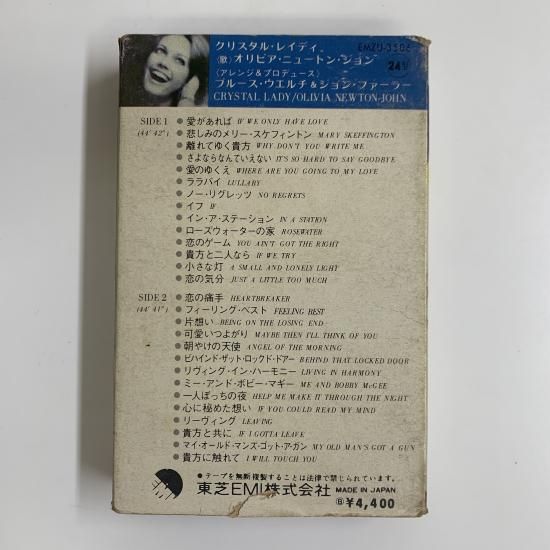 クリスタル・レイディ
EMZU-3506
〈歌〉オリビア・ニュートン・ジョン
24
〈アレンジ&プロデュース〉
ブルース・ウエルチ&ジョン・ファーラー
CRYSTAL LADY/OLIVIA NEWTON-JOHN
SIDE 1 ● 愛があれば IF WE ONLY HAVE LOVE
(44'42") ● 悲しみのメリー・スケフィントン MARY SKEFFINGTON
● 離れてゆく貴方 WHY DON'T YOU WRITE ME
● さよならなんていえない IT'S SO HARD TO SAY GOODBYE
● 愛のゆくえ WHERE ARE YOU GOING TO MY LOVE
● ララバイ LULLABY
● ノー・リグレッツ NO REGRETS
● イフ IF
● イン・ア・ステーション IN A STATION
● ローズウォーターの家 ROSEWATER
● 恋のゲーム YOU AIN'T GOT THE RIGHT
● 貴方と二人なら IF WE TRY
● 小さな灯 A SMALL AND LONELY LIGHT
● 恋の気分 JUST A LITTLE TOO MUCH
SIDE 2 ● 恋の痛手 HEARTBREAKER
(44'41") ● フィーリング・ベスト FEELING BEST
● 片想い BEING ON THE LOSING END
● 可愛いつよがり MAYBE THEN I'LL THINK OF YOU
● 朝やけの天使 ANGEL OF THE MORNING
● ビハインド・ザット・ロックド・ドアー BEHIND THAT LOCKED DOOR
● リヴィング・イン・ハーモニー LIVING IN HARMONY
● ミー・アンド・ボビー・マギー ME AND BOBBY McGEE
● 一人ぼっちの夜 HELP ME MAKE IT THROUGH THE NIGHT
● 心に秘めた想い IF YOU COULD READ MY MIND
● リーヴィング LEAVING
● 貴方と共に IF I GOTTA LEAVE
● マイ・オールド・マンズ・ゴット・ア・ガン MY OLD MAN'S GOT A GUN
● 貴方に触れて I WILL TOUCH YOU
● テープを無断複製することは法律で禁じられています。
東芝EMI株式会社 MADE IN JAPAN
Ⓑ ¥4,400